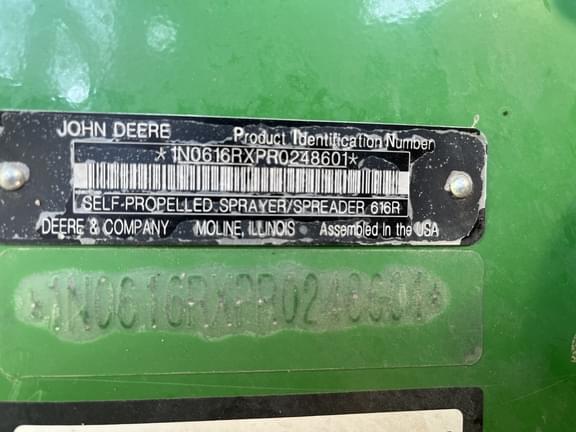 JOHN DEERE Product Identification Number
*1N0616RXPR0248601*
SELF-PROPELLED SPRAYER/SPREADER 616R
DEERE & COMPANY MOLINE, ILLINOIS Assembled in the USA
*1N0616RXPR0248601*